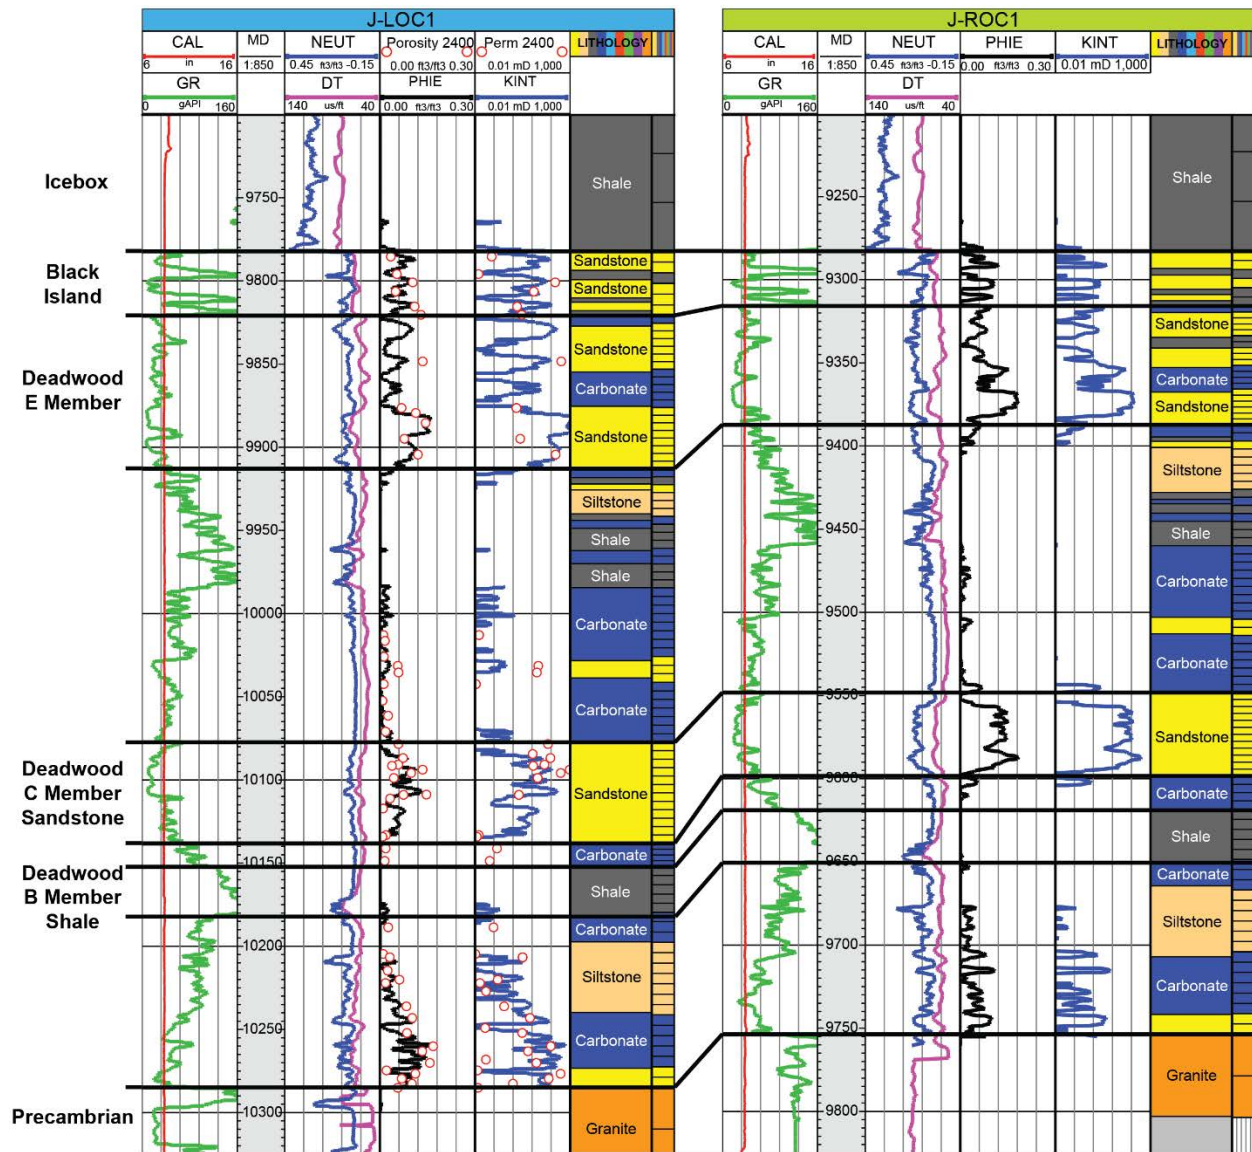 J-LOC1
J-ROC1
CAL
MD
NEUT
Porosity 2400
Perm 2400
LITHOLOGY
6 in 16
1:850
0.45 ft3/ft3 -0.15
0.00 ft3/ft3 0.30
0.01 mD 1,000
GR
DT
PHIE
KINT
0 gAPI 160
140 us/ft 40
0.00 ft3/ft3 0.30
0.01 mD 1,000
CAL
MD
NEUT
PHIE
KINT
LITHOLOGY
6 in 16
1:850
0.45 ft3/ft3 -0.15
0.00 ft3/ft3 0.30
0.01 mD 1,000
GR
DT
0 gAPI 160
140 us/ft 40
Icebox
Black
Island
Deadwood
E Member
Deadwood
C Member
Sandstone
Deadwood
B Member
Shale
Precambrian
9750
9800
9850
9900
9950
10000
10050
10100
10150
10200
10250
10300
Shale
Sandstone
Sandstone
Sandstone
Carbonate
Sandstone
Siltstone
Shale
Shale
Carbonate
Carbonate
Sandstone
Carbonate
Shale
Carbonate
Siltstone
Carbonate
Granite
9250
9300
9350
9400
9450
9500
9550
9600
9650
9700
9750
9800
Shale
Sandstone
Carbonate
Sandstone
Siltstone
Shale
Carbonate
Carbonate
Sandstone
Carbonate
Shale
Carbonate
Siltstone
Carbonate
Granite